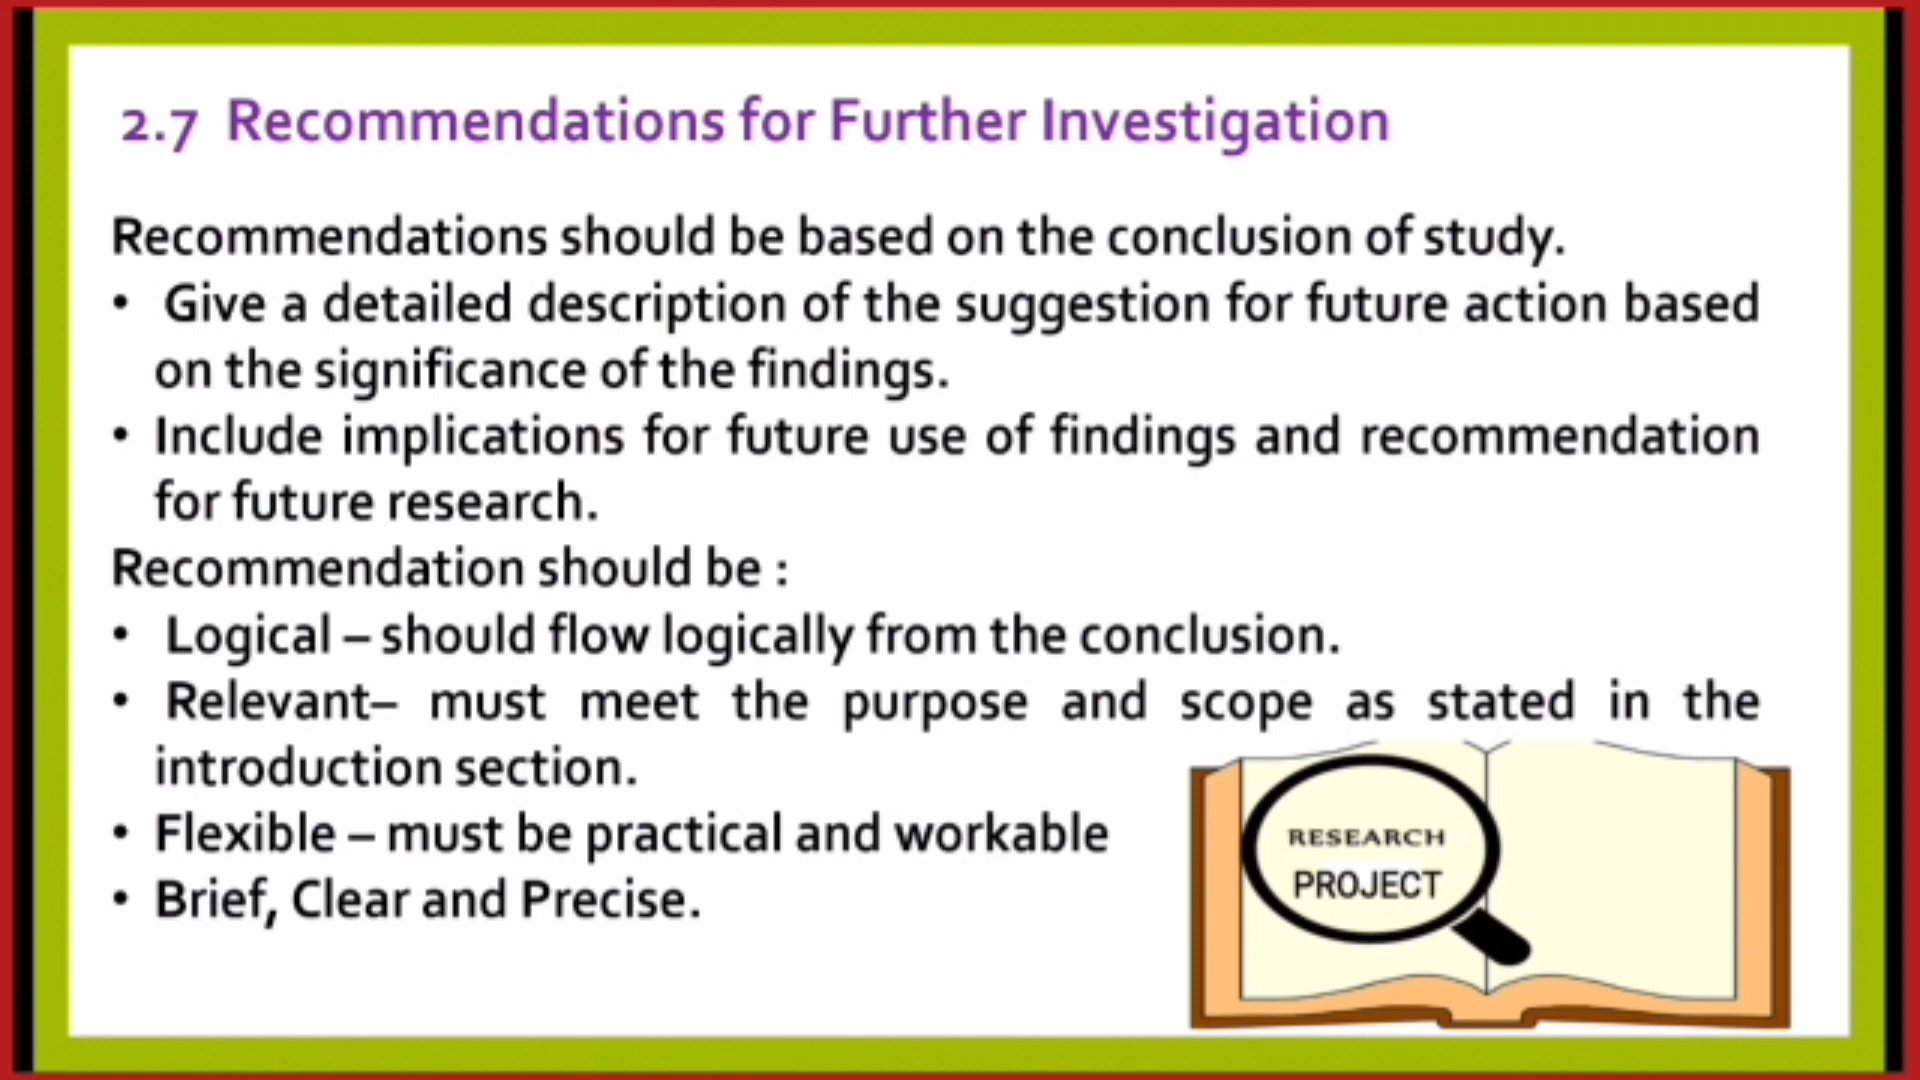 2.7 Recommendations for Further Investigation
Recommendations should be based on the conclusion of study.
• Give a detailed description of the suggestion for future action based
on the significance of the findings.
• Include implications for future use of findings and recommendation
for future research.
Recommendation should be :
• Logical – should flow logically from the conclusion.
• Relevant– must meet the purpose and scope as stated in the
introduction section.
• Flexible – must be practical and workable
• Brief, Clear and Precise.
RESEARCH
PROJECT